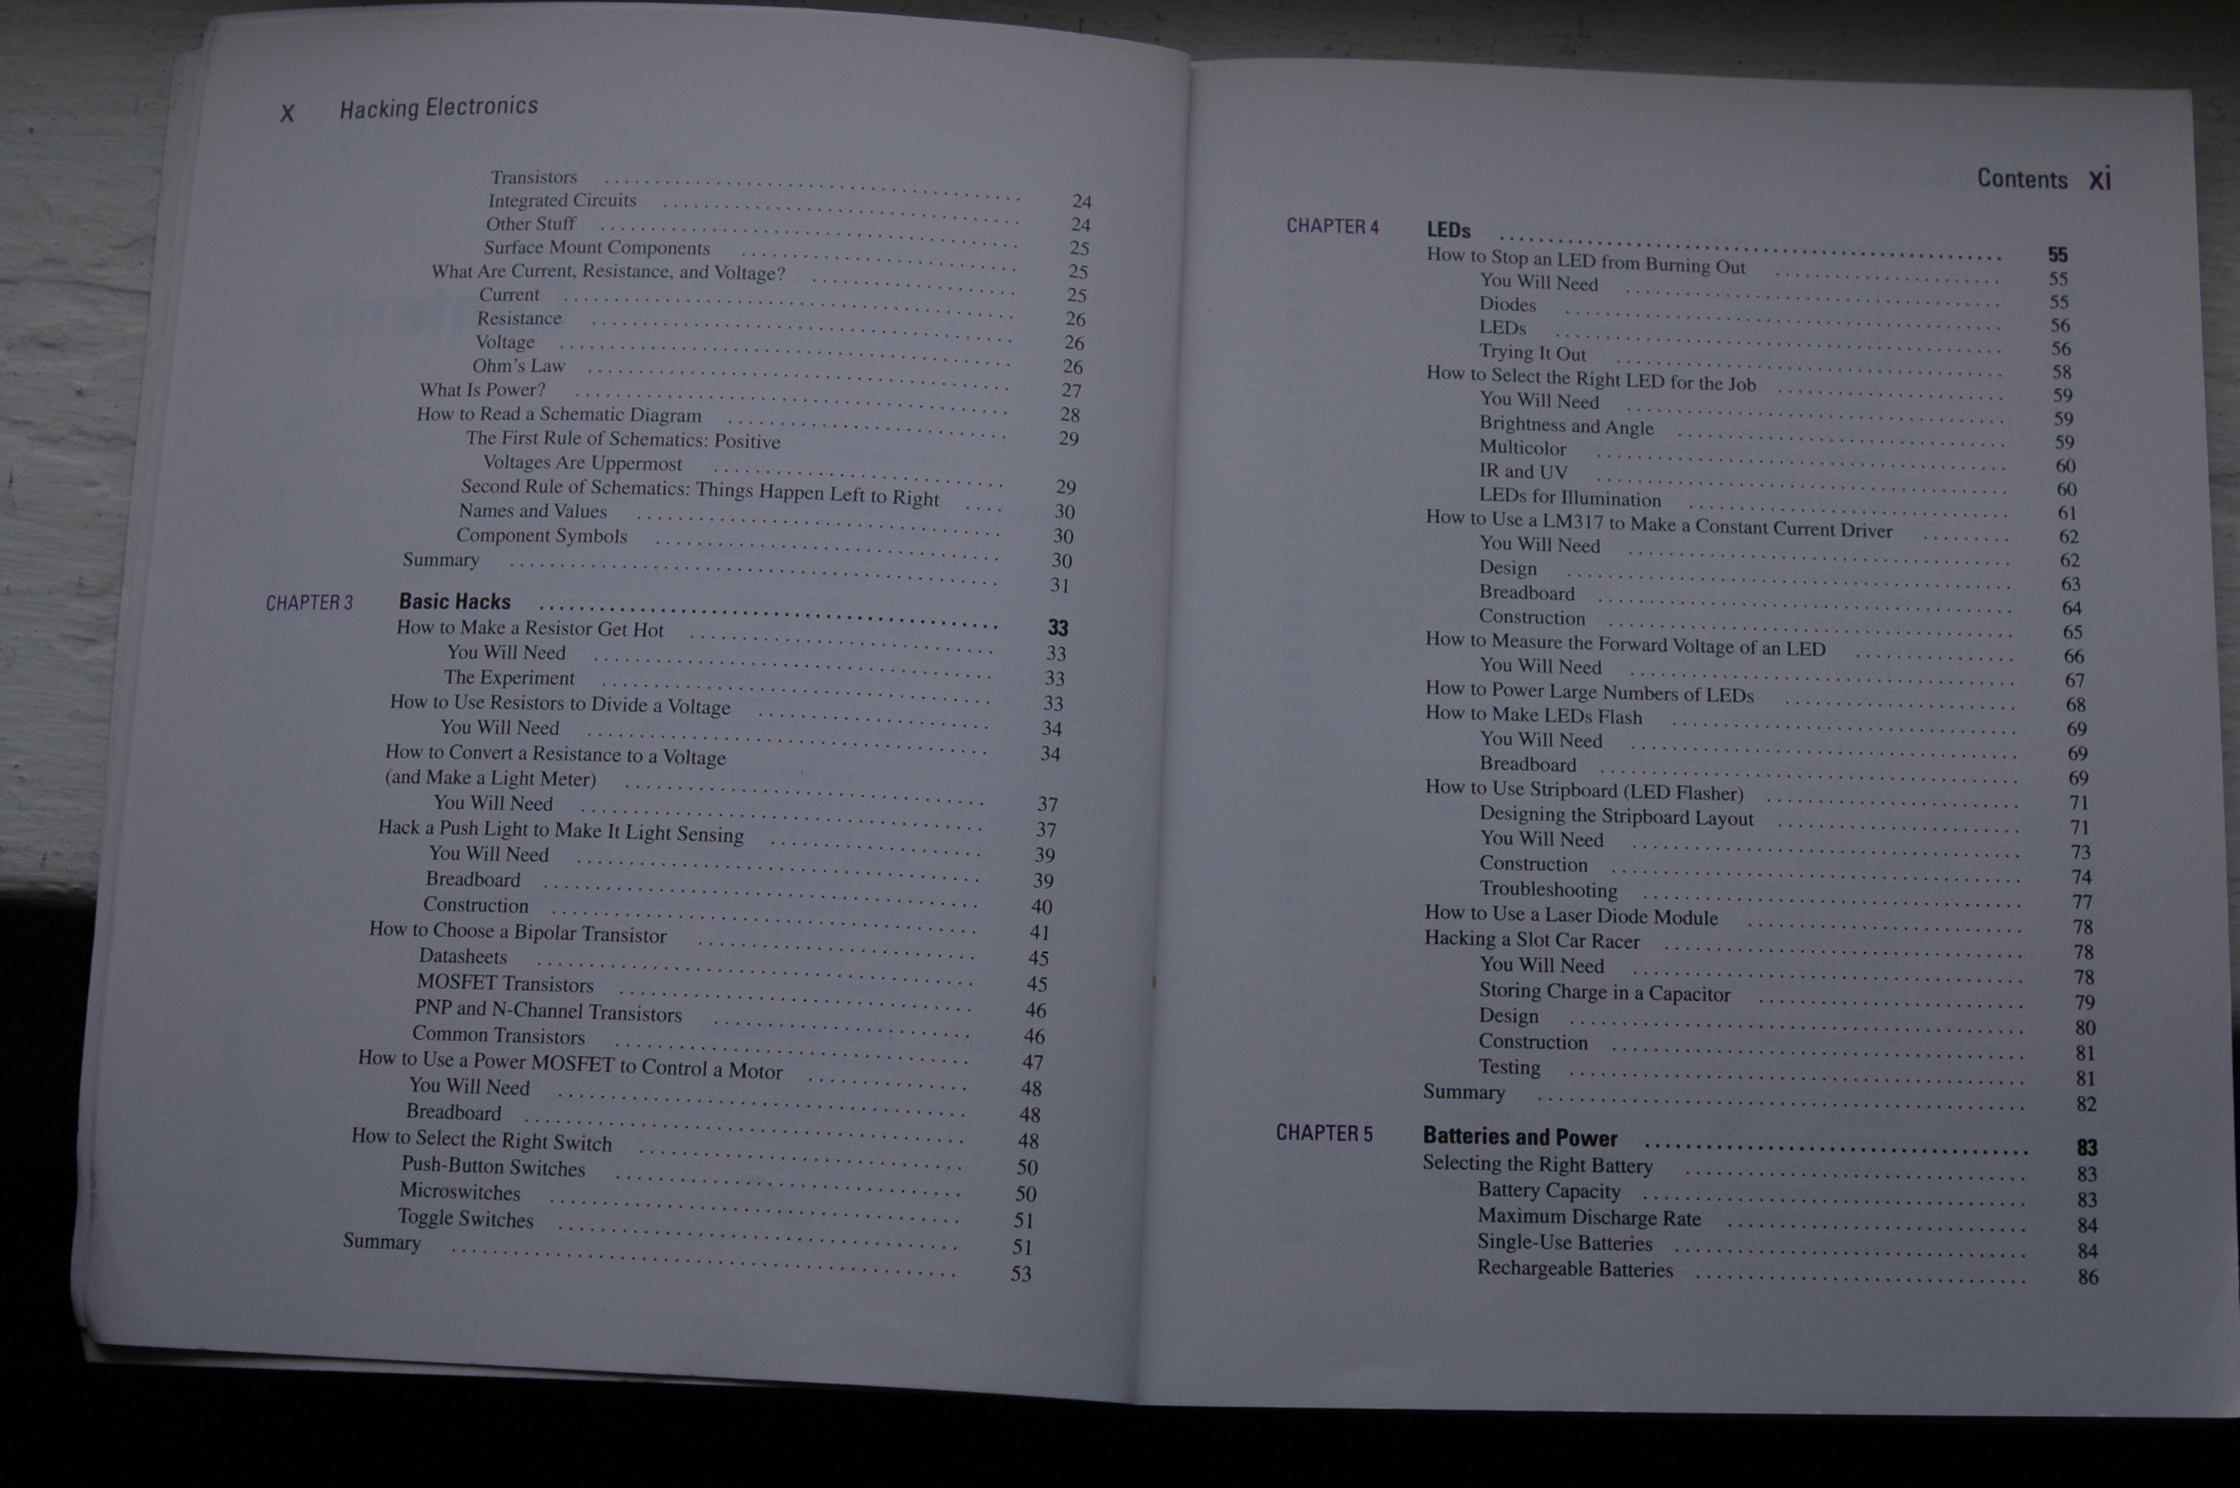 x Hacking Electronics
Transistors 24
Integrated Circuits 24
Other Stuff 25
Surface Mount Components 25
What Are Current, Resistance, and Voltage? 25
Current 26
Resistance 26
Voltage 26
Ohm's Law 27
What Is Power? 28
How to Read a Schematic Diagram 29
The First Rule of Schematics: Positive
Voltages Are Uppermost 29
Second Rule of Schematics: Things Happen Left to Right 30
Names and Values 30
Component Symbols 30
Summary 31
CHAPTER 3 Basic Hacks 33
How to Make a Resistor Get Hot 33
You Will Need 33
The Experiment 33
How to Use Resistors to Divide a Voltage 34
You Will Need 34
How to Convert a Resistance to a Voltage
(and Make a Light Meter) 37
You Will Need 37
Hack a Push Light to Make It Light Sensing 39
You Will Need 39
Breadboard 40
Construction 41
How to Choose a Bipolar Transistor 45
Datasheets 45
MOSFET Transistors 46
PNP and N-Channel Transistors 46
Common Transistors 47
How to Use a Power MOSFET to Control a Motor 48
You Will Need 48
Breadboard 48
How to Select the Right Switch 50
Push-Button Switches 50
Microswitches 51
Toggle Switches 51
Summary 53
Contents xi
CHAPTER 4 LEDs 55
How to Stop an LED from Burning Out 55
You Will Need 55
Diodes 56
LEDs 56
Trying It Out 58
How to Select the Right LED for the Job 59
You Will Need 59
Brightness and Angle 59
Multicolor 60
IR and UV 60
LEDs for Illumination 61
How to Use a LM317 to Make a Constant Current Driver 62
You Will Need 62
Design 63
Breadboard 64
Construction 65
How to Measure the Forward Voltage of an LED 66
You Will Need 67
How to Power Large Numbers of LEDs 68
How to Make LEDs Flash 69
You Will Need 69
Breadboard 69
How to Use Stripboard (LED Flasher) 71
Designing the Stripboard Layout 71
You Will Need 73
Construction 74
Troubleshooting 77
How to Use a Laser Diode Module 78
Hacking a Slot Car Racer 78
You Will Need 78
Storing Charge in a Capacitor 79
Design 80
Construction 81
Testing 81
Summary 82
CHAPTER 5 Batteries and Power 83
Selecting the Right Battery 83
Battery Capacity 83
Maximum Discharge Rate 84
Single-Use Batteries 84
Rechargeable Batteries 86